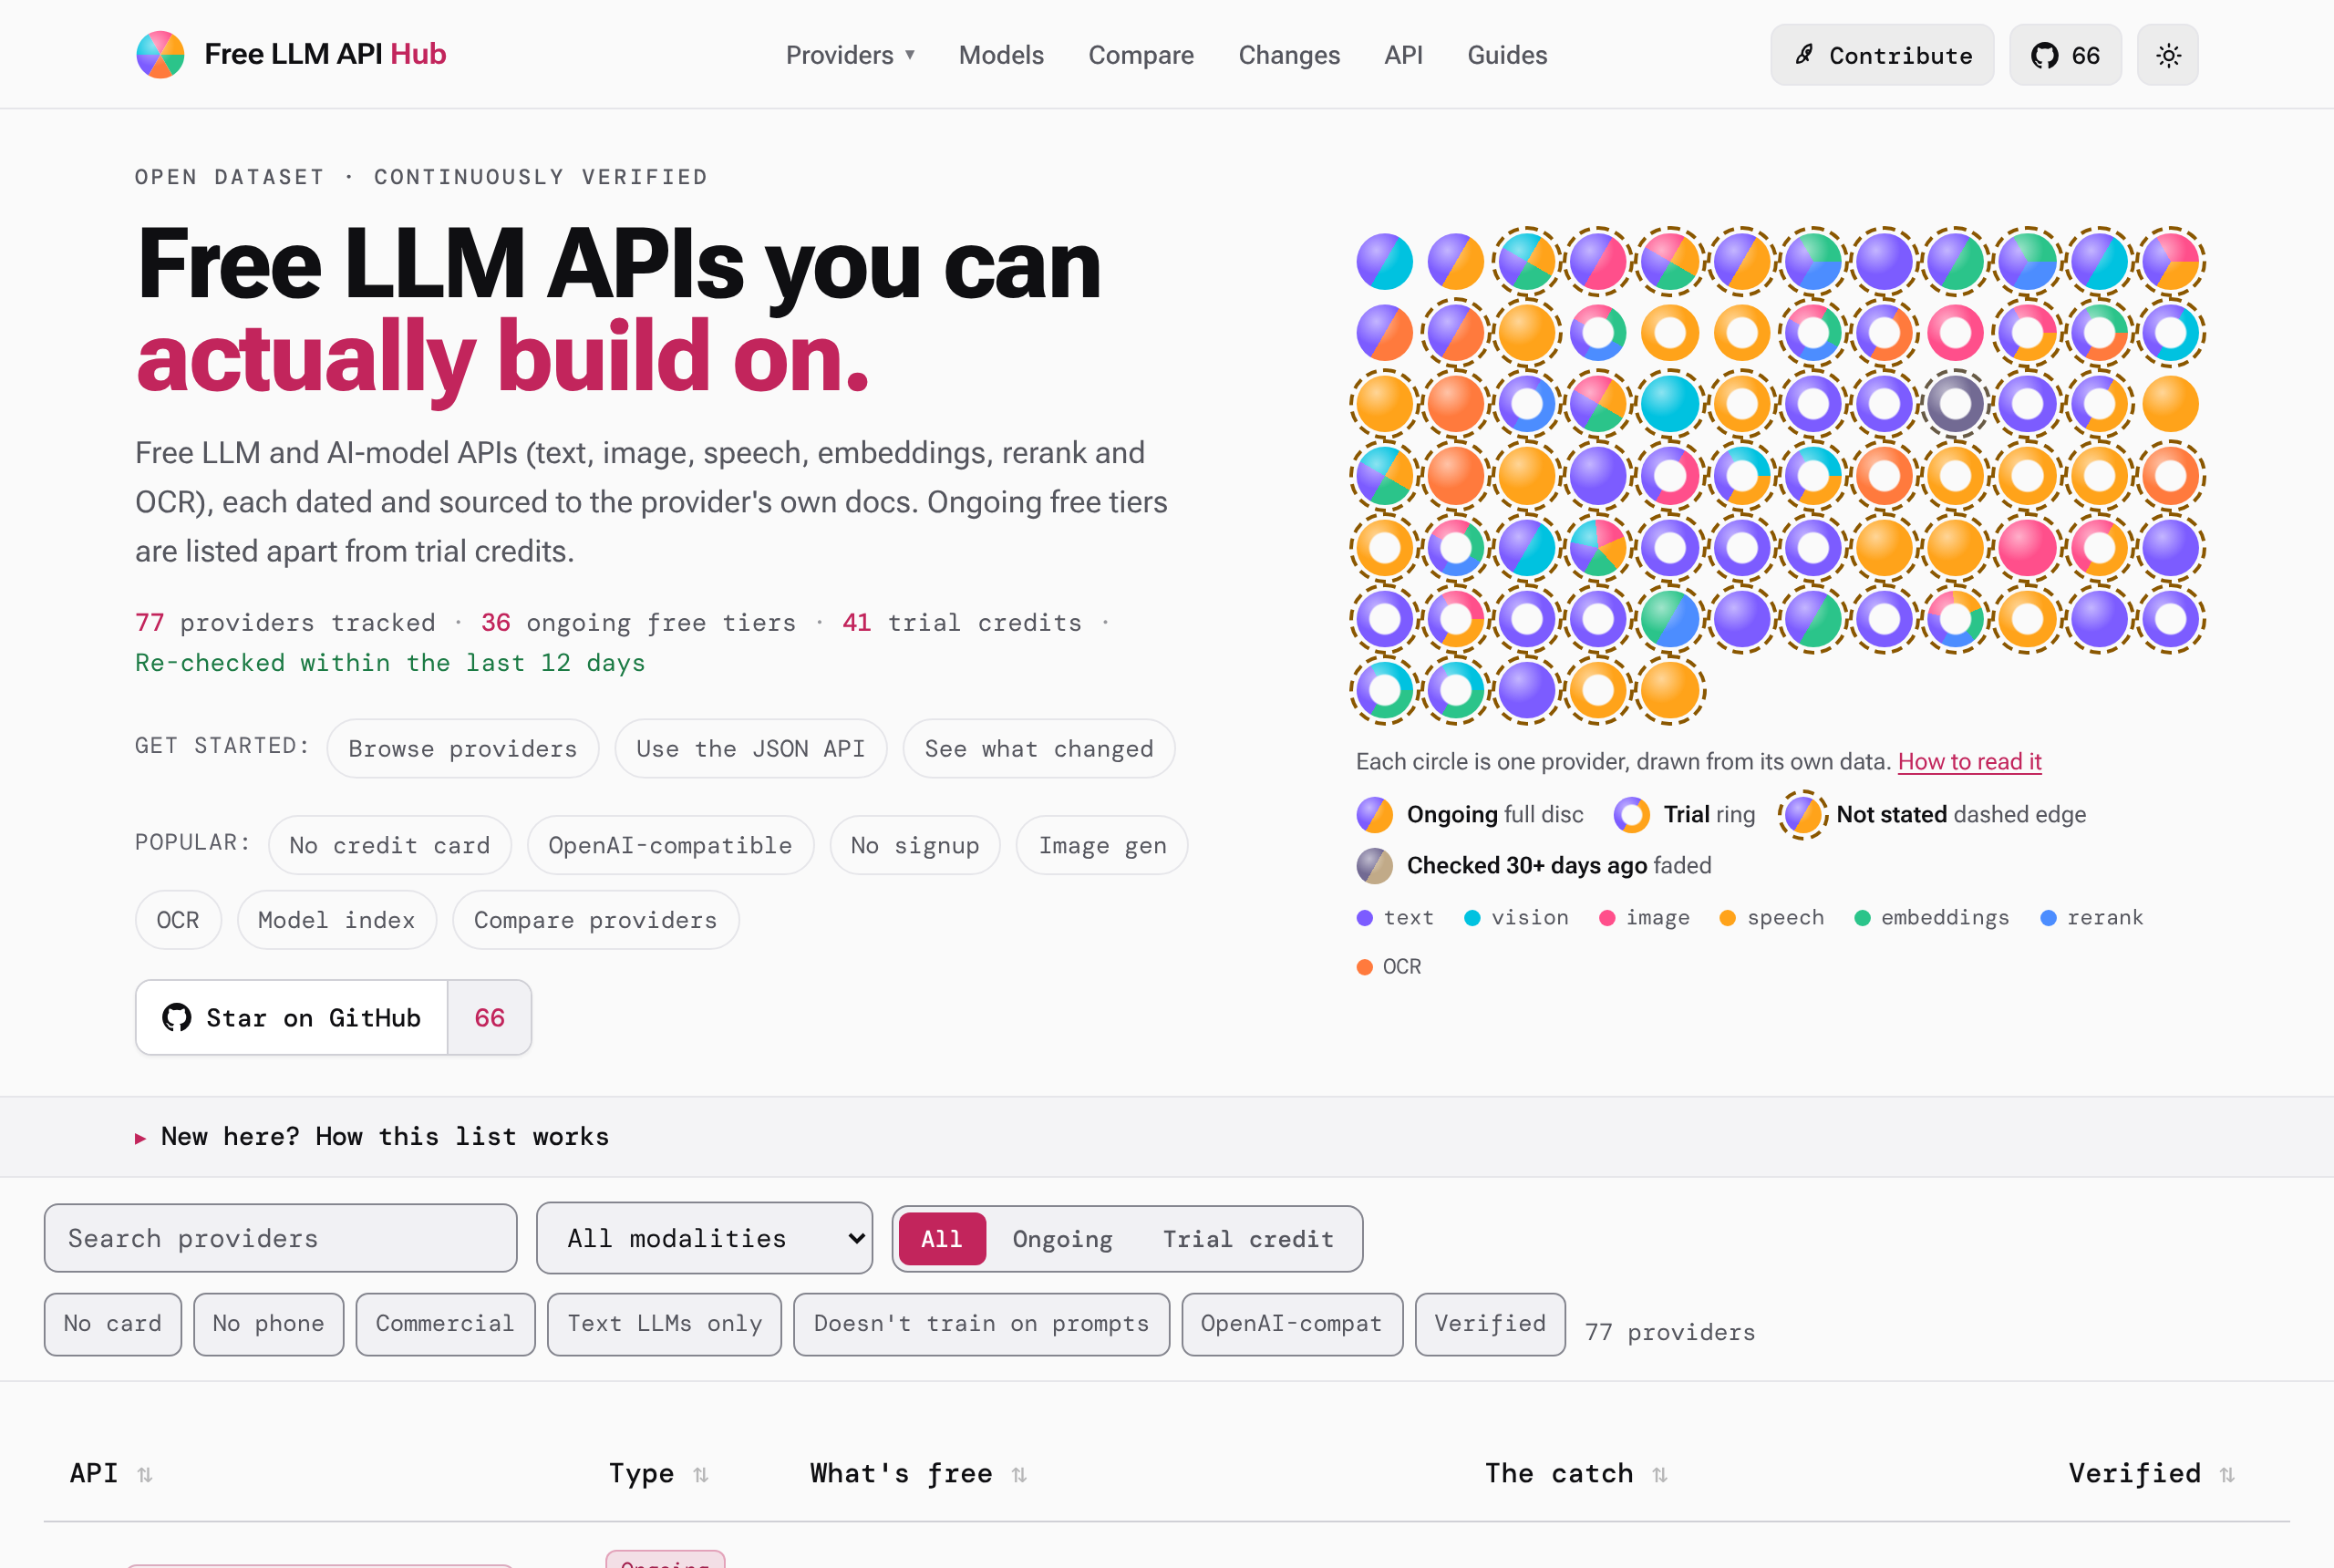 Free LLM API Hub
Providers ▼ Models Compare Changes API Guides
Contribute 66
OPEN DATASET · CONTINUOUSLY VERIFIED
Free LLM APIs you can
actually build on.
Free LLM and AI-model APIs (text, image, speech, embeddings, rerank and
OCR), each dated and sourced to the provider's own docs. Ongoing free tiers
are listed apart from trial credits.
77 providers tracked · 36 ongoing free tiers · 41 trial credits ·
Re-checked within the last 12 days
GET STARTED: Browse providers Use the JSON API See what changed
POPULAR: No credit card OpenAI-compatible No signup Image gen
OCR Model index Compare providers
Star on GitHub 66
Each circle is one provider, drawn from its own data. How to read it
Ongoing full disc Trial ring Not stated dashed edge
Checked 30+ days ago faded
text vision image speech embeddings rerank
OCR
▸ New here? How this list works
Search providers All modalities All Ongoing Trial credit
No card No phone Commercial Text LLMs only Doesn't train on prompts OpenAI-compat Verified 77 providers
API ⇅ Type ⇅ What's free ⇅ The catch ⇅ Verified ⇅
Ongoing